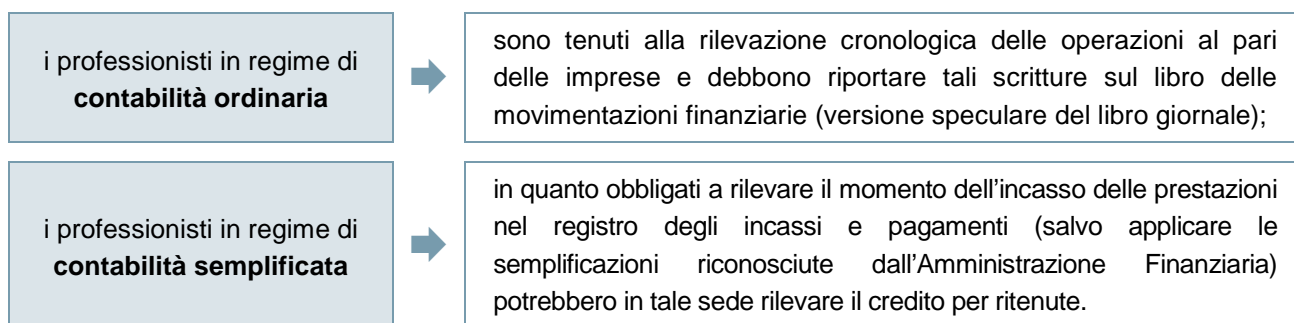 i professionisti in regime di
contabilità ordinaria
sono tenuti alla rilevazione cronologica delle operazioni al pari
delle imprese e debbono riportare tali scritture sul libro delle
movimentazioni finanziarie (versione speculare del libro giornale);
i professionisti in regime di
contabilità semplificata
in quanto obbligati a rilevare il momento dell’incasso delle prestazioni
nel registro degli incassi e pagamenti (salvo applicare le
semplificazioni riconosciute dall’Amministrazione Finanziaria)
potrebbero in tale sede rilevare il credito per ritenute.